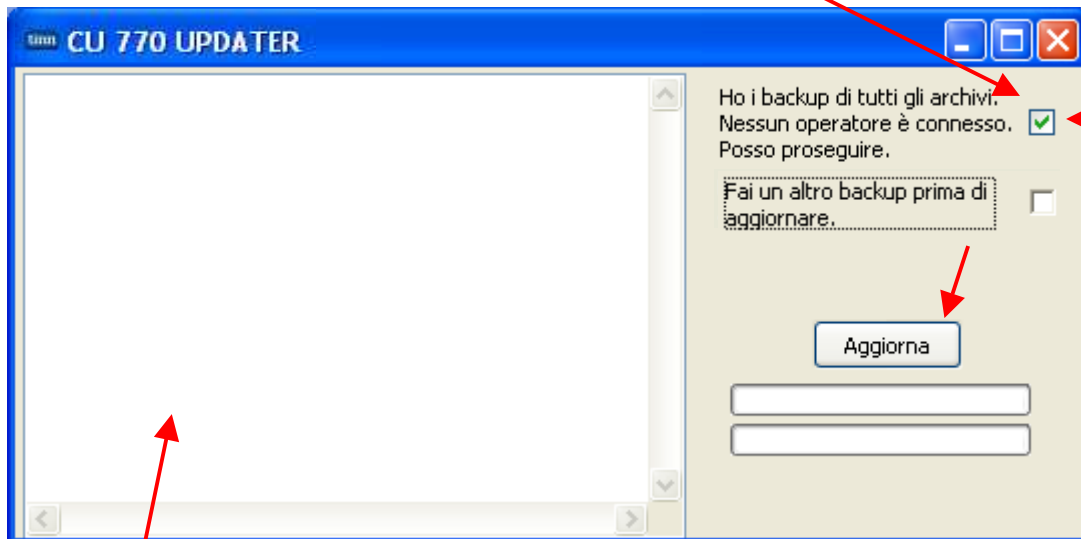 tinn CU 770 UPDATER
Ho i backup di tutti gli archivi.
Nessun operatore è connesso.
Posso proseguire.
Fai un altro backup prima di
aggiornare.
Aggiorna